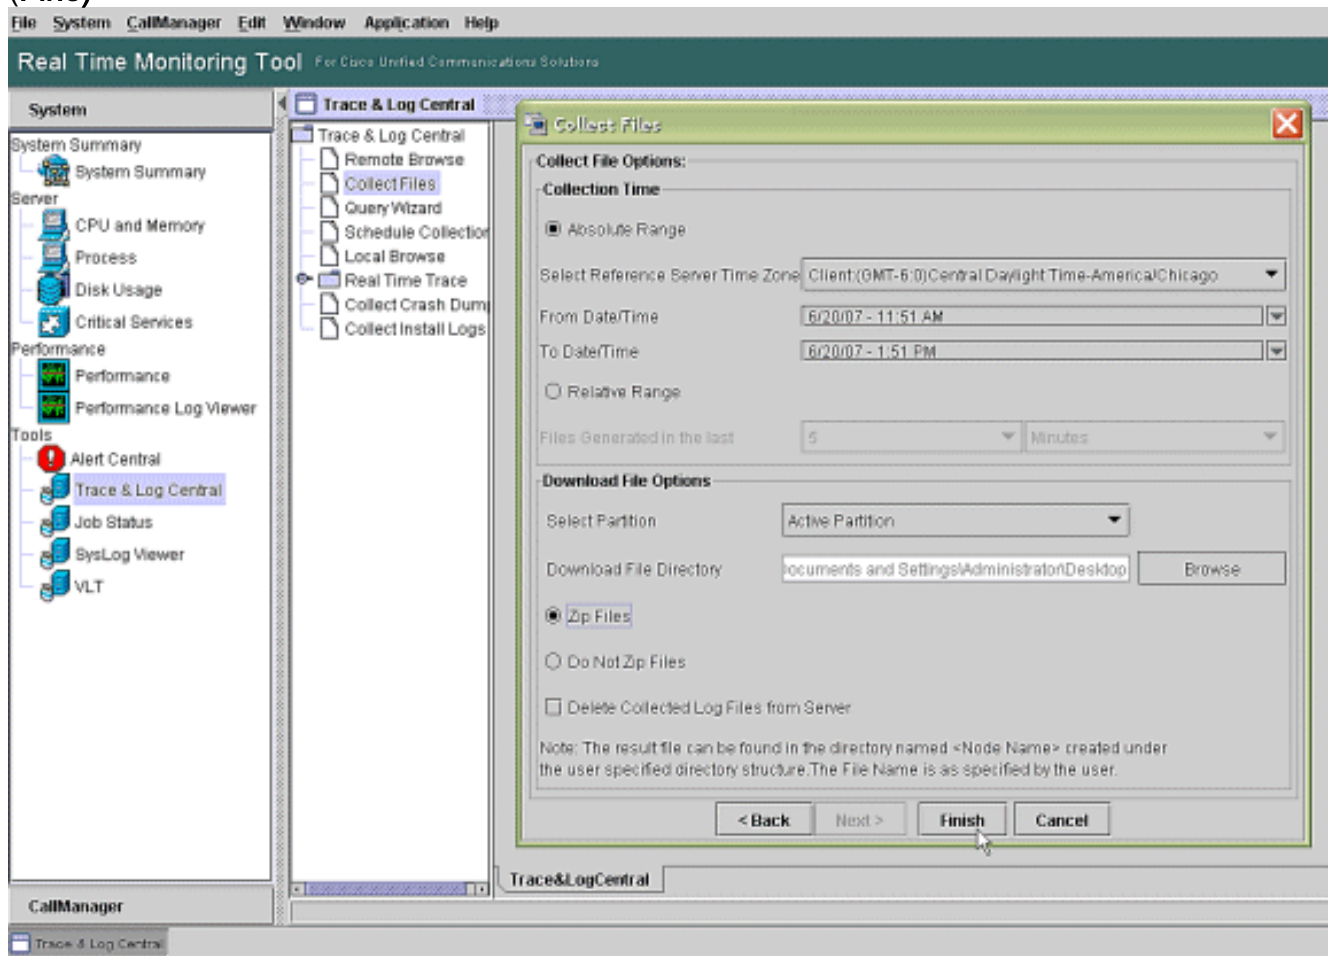 File System CallManager Edit Window Application Help
Real Time Monitoring Tool For Cisco Unified Communications Solutions
System
System Summary
System Summary
Server
CPU and Memory
Process
Disk Usage
Critical Services
Performance
Performance
Performance Log Viewer
Tools
Alert Central
Trace & Log Central
Job Status
SysLog Viewer
VLT
CallManager
Trace & Log Central
Trace & Log Central
Trace & Log Central
Remote Browse
Collect Files
Query Wizard
Schedule Collection
Local Browse
Real Time Trace
Collect Crash Dump
Collect Install Logs
Collect Files
Collect File Options:
Collection Time
Absolute Range
Select Reference Server Time Zone Client:(GMT-6:0)Central Daylight Time-America/Chicago
From Date/Time 6/20/07 - 11:51 AM
To Date/Time 6/20/07 - 1:51 PM
Relative Range
Files Generated in the last 5 Minutes
Download File Options
Select Partition Active Partition
Download File Directory ocuments and Settings\Administrator\Desktop Browse
Zip Files
Do Not Zip Files
Delete Collected Log Files from Server
Note: The result file can be found in the directory named <Node Name> created under
the user specified directory structure.The File Name is as specified by the user.
< Back Next > Finish Cancel
Trace&LogCentral